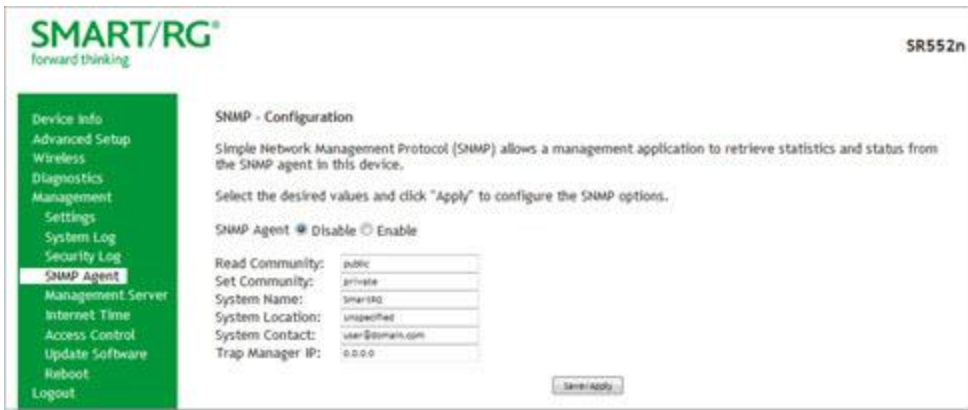 SMART/RG®
forward thinking
SR552n
Device Info
Advanced Setup
Wireless
Diagnostics
Management
Settings
System Log
Security Log
SNMP Agent
Management Server
Internet Time
Access Control
Update Software
Reboot
Logout
SNMP - Configuration
Simple Network Management Protocol (SNMP) allows a management application to retrieve statistics and status from
the SNMP agent in this device.
Select the desired values and click "Apply" to configure the SNMP options.
SNMP Agent Disable Enable
Read Community: public
Set Community: private
System Name: SmartRG
System Location: unspecified
System Contact: user@domain.com
Trap Manager IP: 0.0.0.0
Save/Apply